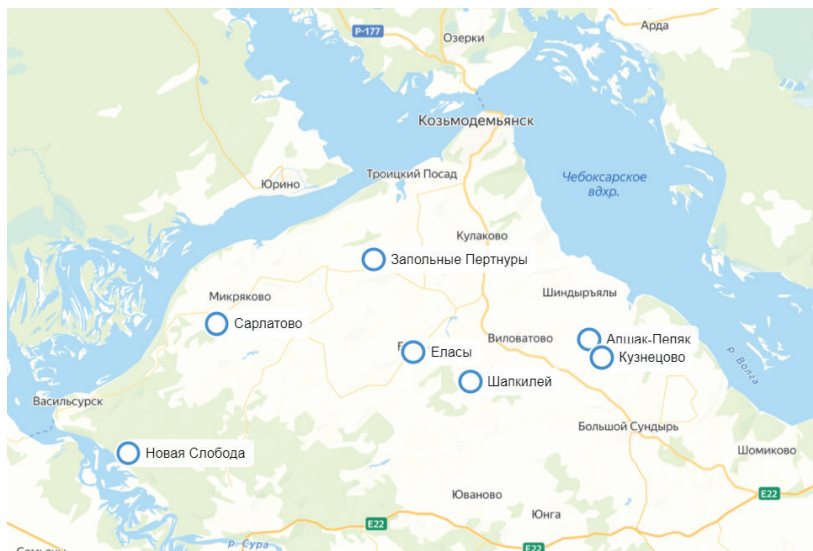 Р-177
Арда
Озерки
Козьмодемьянск
Троицкий Посад
Юрино
Чебоксарское
вдхр.
Кулаково
Запольные Пертнуры
Микряково
Шиндыръялы
Сарлатово
Виловатово
Апшак-Пеляк
Еласы
Кузнецово
р. Волга
Шапкилей
Васильсурск
Большой Сундырь
Новая Слобода
Шомиково
Юваново
E22
Юнга
E22
р. Сура
E22